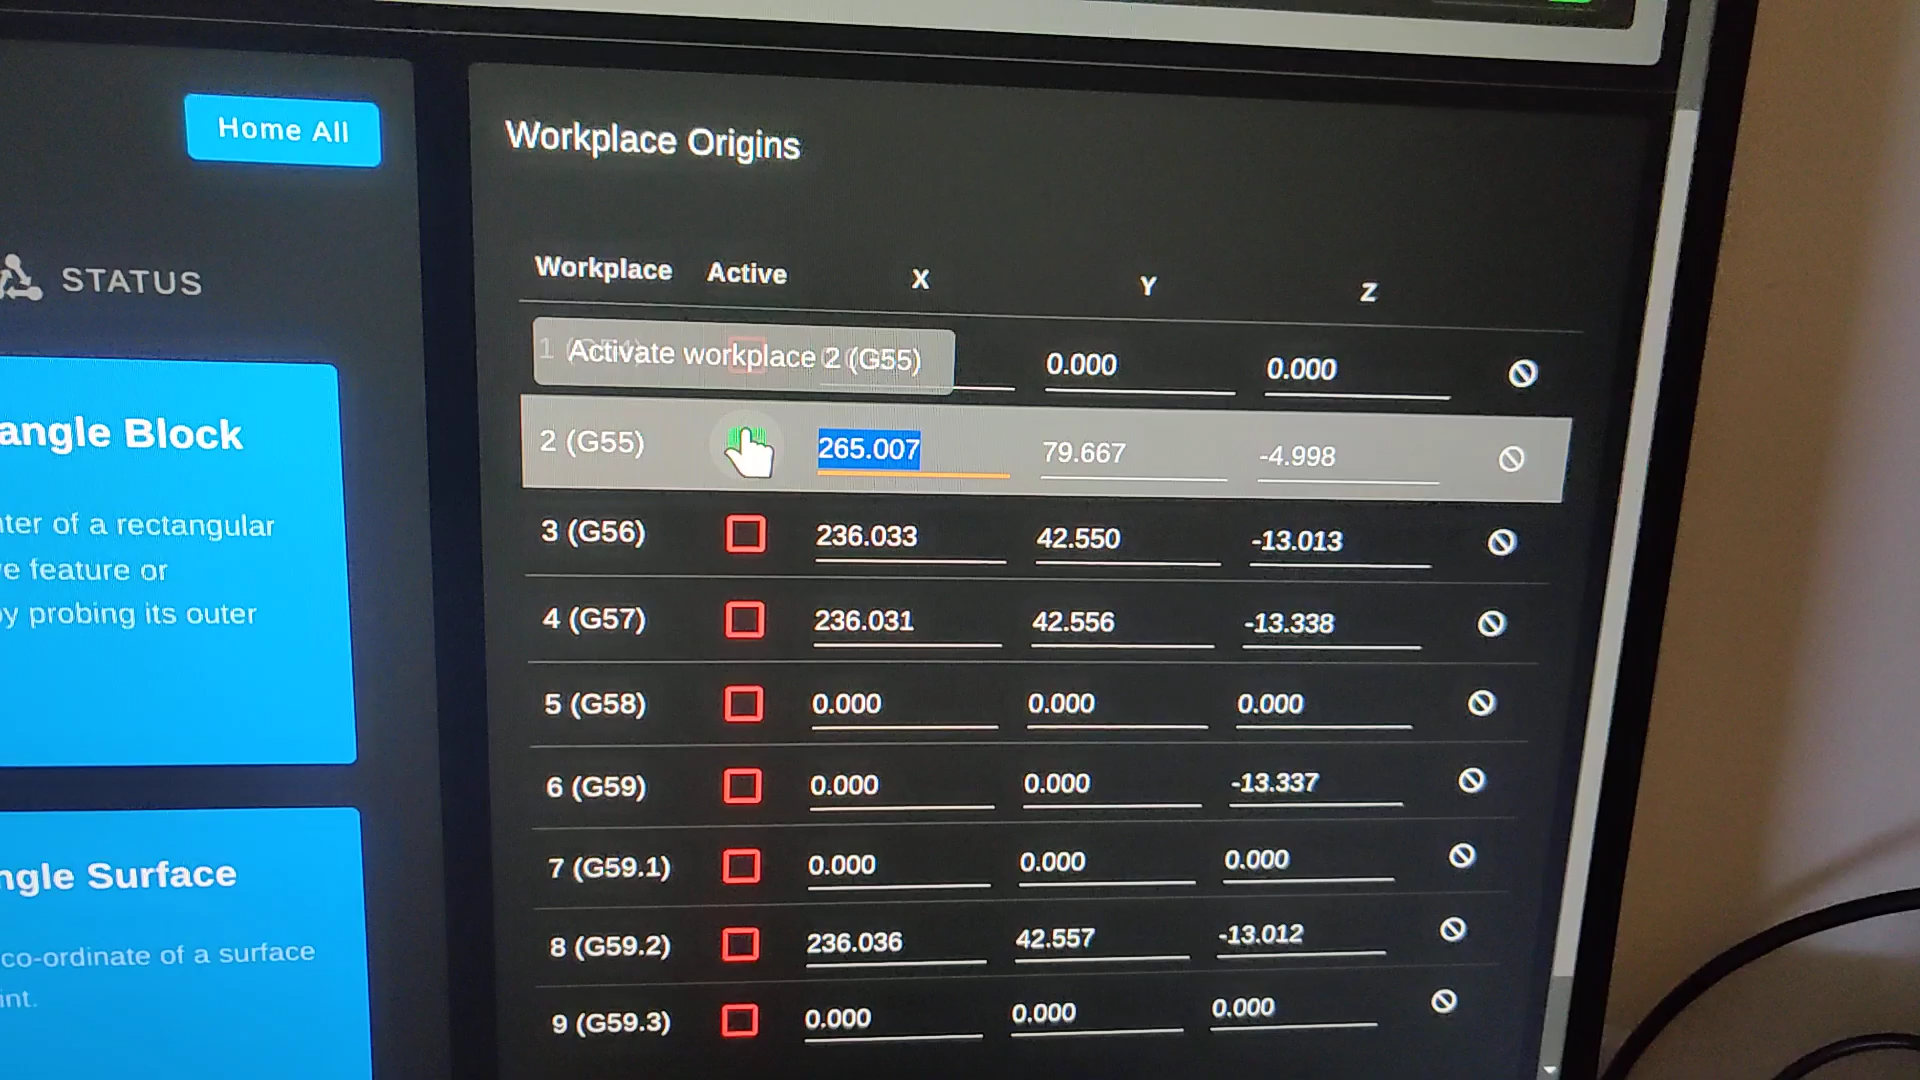 Home All
STATUS
angle Block
ter of a rectangular
e feature or
y probing its outer
ngle Surface
co-ordinate of a surface
int.
Workplace Origins
Workplace Active X Y Z
Activate workplace 2 (G55)
1 0.000 0.000
2 (G55) 265.007 79.667 -4.998
3 (G56) 236.033 42.550 -13.013
4 (G57) 236.031 42.556 -13.338
5 (G58) 0.000 0.000 0.000
6 (G59) 0.000 0.000 -13.337
7 (G59.1) 0.000 0.000 0.000
8 (G59.2) 236.036 42.557 -13.012
9 (G59.3) 0.000 0.000 0.000